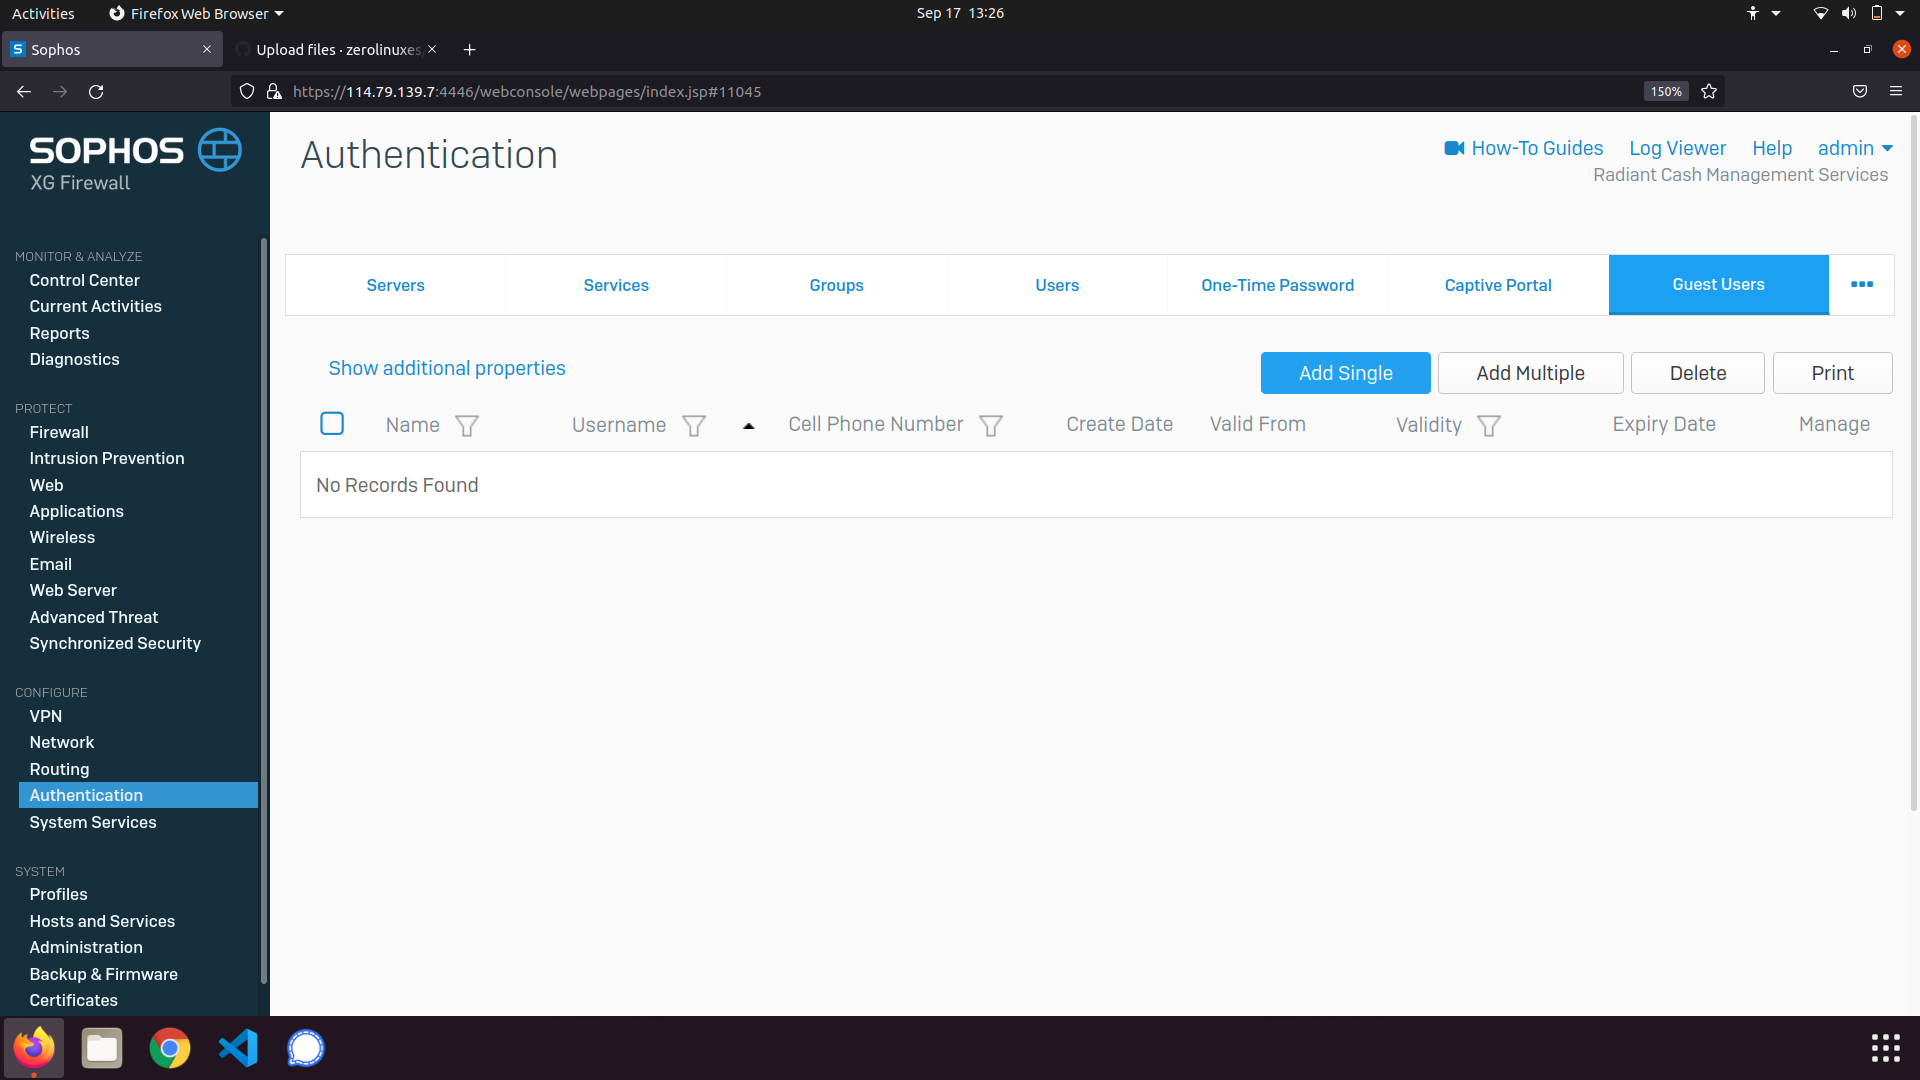 Activities Firefox Web Browser Sep 17 13:26
Sophos Upload files · zerolinuxes/
https://114.79.139.7:4446/webconsole/webpages/index.jsp#11045 150%
SOPHOS
XG Firewall
MONITOR & ANALYZE
Control Center
Current Activities
Reports
Diagnostics
PROTECT
Firewall
Intrusion Prevention
Web
Applications
Wireless
Email
Web Server
Advanced Threat
Synchronized Security
CONFIGURE
VPN
Network
Routing
Authentication
System Services
SYSTEM
Profiles
Hosts and Services
Administration
Backup & Firmware
Certificates
Authentication
How-To Guides Log Viewer Help admin
Radiant Cash Management Services
Servers Services Groups Users One-Time Password Captive Portal Guest Users
Show additional properties Add Single Add Multiple Delete Print
Name Username Cell Phone Number Create Date Valid From Validity Expiry Date Manage
No Records Found